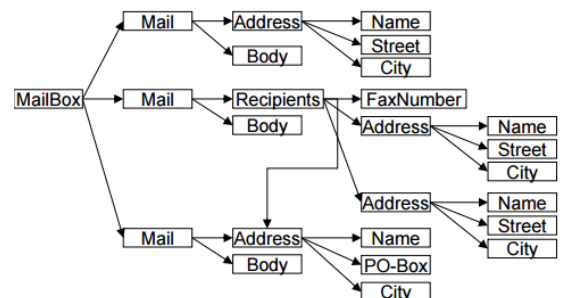 Mail Address Name
Street
Body
City
MailBox Mail Recipients FaxNumber
Body Address Name
Street
City
Address Name
Street
Mail Address Name City
Body PO-Box
City